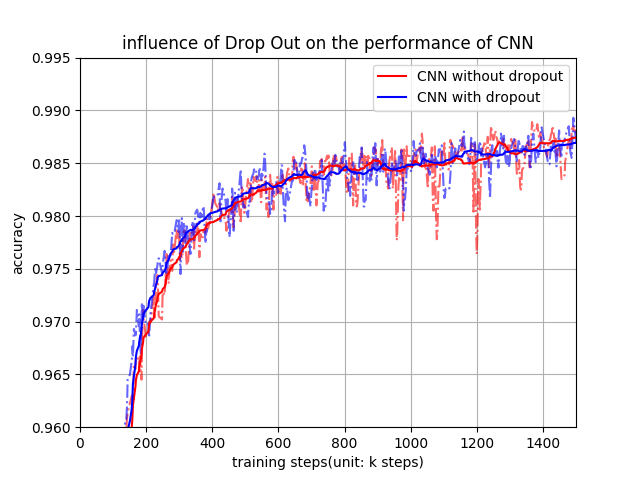 influence of Drop Out on the performance of CNN
CNN without dropout
CNN with dropout
0.995
0.990
0.985
0.980
0.975
0.970
0.965
0.960
accuracy
0 200 400 600 800 1000 1200 1400
training steps(unit: k steps)